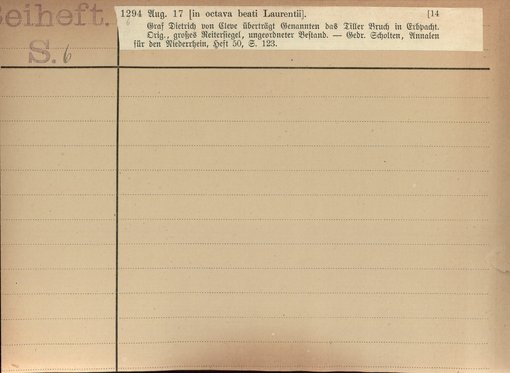 Beiheft.
S. 6
1294 Aug. 17 [in octava beati Laurentii]. [14
Graf Dietrich von Cleve überträgt Genannten das Tiller Bruch in Erbpacht.
Orig., großes Reitersiegel, ungeordneter Bestand. — Gedr. Scholten, Annalen
für den Niederrhein, Heft 50, S. 123.